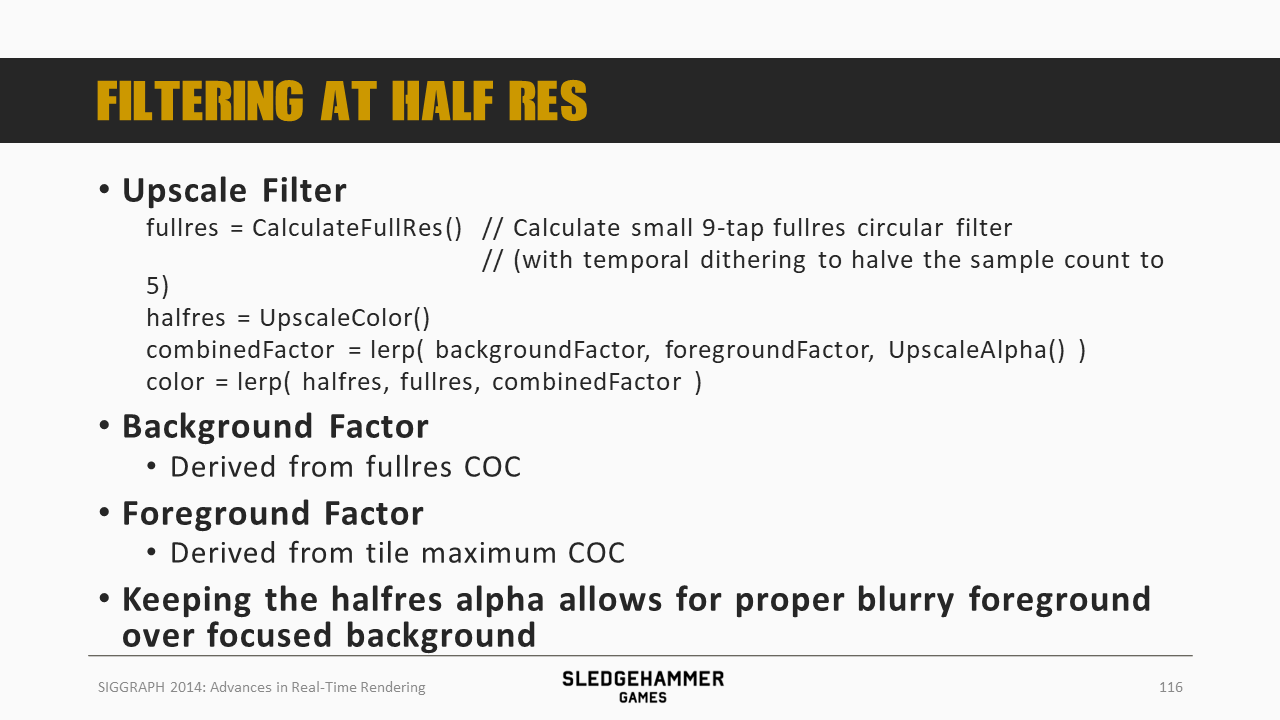 FILTERING AT HALF RES
• Upscale Filter
fullres = CalculateFullRes() // Calculate small 9-tap fullres circular filter
// (with temporal dithering to halve the sample count to
5)
halfres = UpscaleColor()
combinedFactor = lerp( backgroundFactor, foregroundFactor, UpscaleAlpha() )
color = lerp( halfres, fullres, combinedFactor )
• Background Factor
• Derived from fullres COC
• Foreground Factor
• Derived from tile maximum COC
• Keeping the halfres alpha allows for proper blurry foreground
over focused background
SIGGRAPH 2014: Advances in Real-Time Rendering
SLEDGEHAMMER
GAMES
116